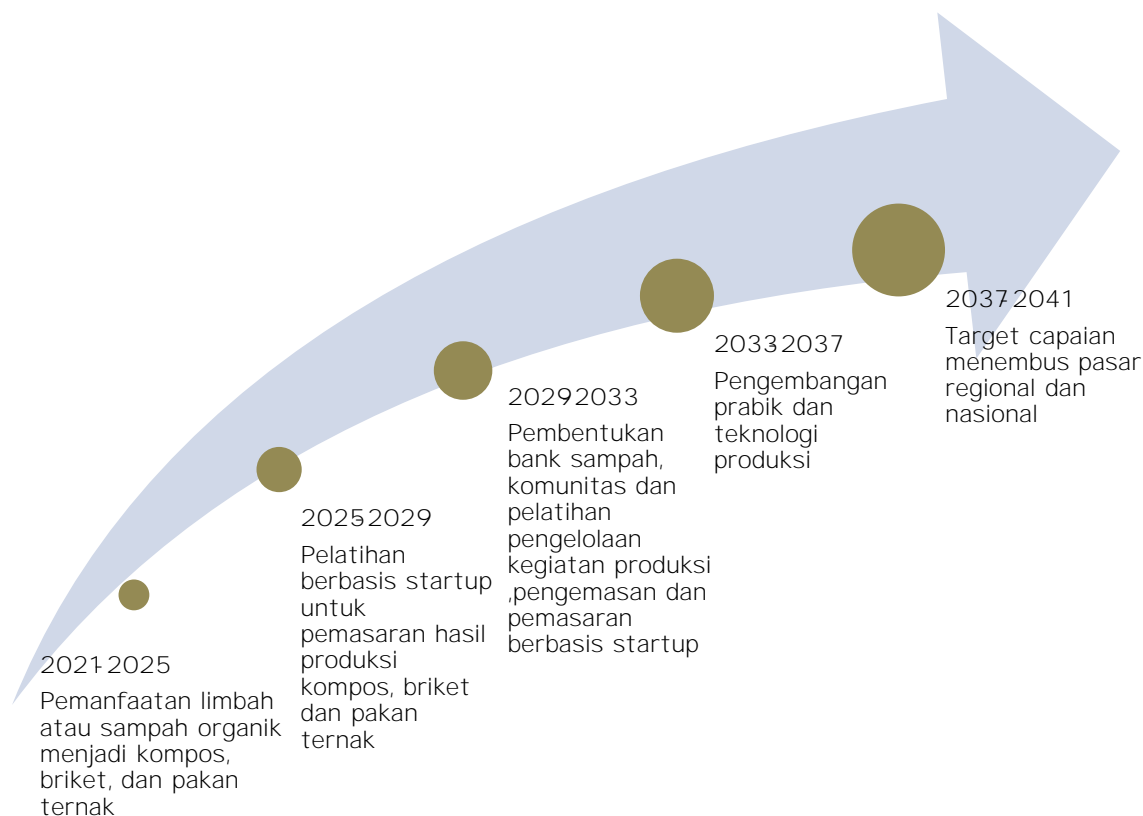 2021-2025
Pemanfaatan limbah
atau sampah organik
menjadi kompos,
briket, dan pakan
ternak
2025-2029
Pelatihan
berbasis startup
untuk
pemasaran hasil
produksi
kompos, briket
dan pakan
ternak
2029-2033
Pembentukan
bank sampah,
komunitas dan
pelatihan
pengelolaan
kegiatan produksi
,pengemasan dan
pemasaran
berbasis startup
2033-2037
Pengembangan
prabik dan
teknologi
produksi
2037-2041
Target capaian
menembus pasar
regional dan
nasional